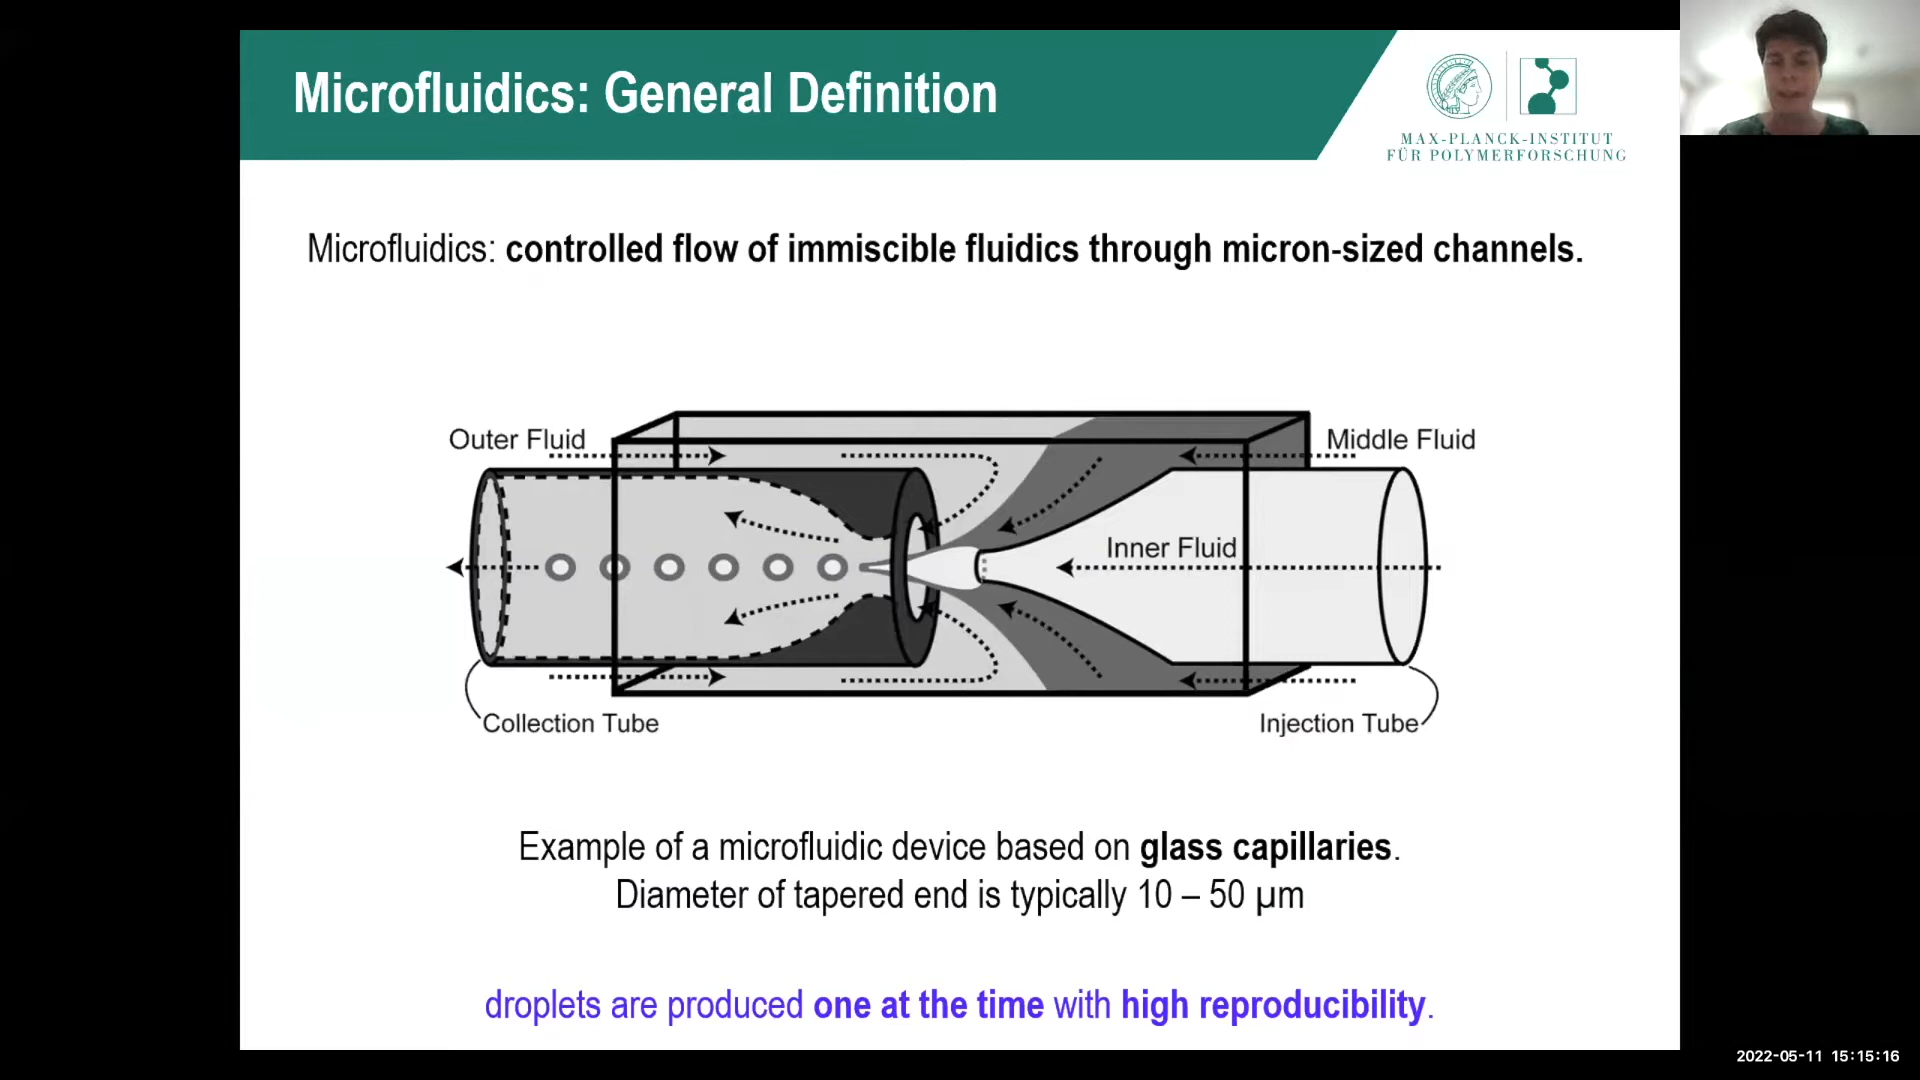 Microfluidics: General Definition
MAX-PLANCK-INSTITUT
FÜR POLYMERFORSCHUNG
Microfluidics: controlled flow of immiscible fluidics through micron-sized channels.
Outer Fluid
Middle Fluid
Inner Fluid
Collection Tube
Injection Tube
Example of a microfluidic device based on glass capillaries.
Diameter of tapered end is typically 10 – 50 µm
droplets are produced one at the time with high reproducibility.
2022-05-11 15:15:16